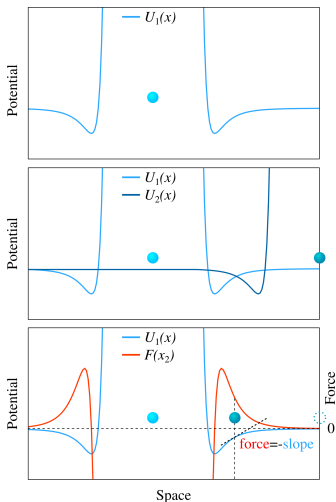 U₁(x)
Potential
U₁(x)
U₂(x)
Potential
U₁(x)
F(x₂)
Potential
Force
0
force=-slope
Space